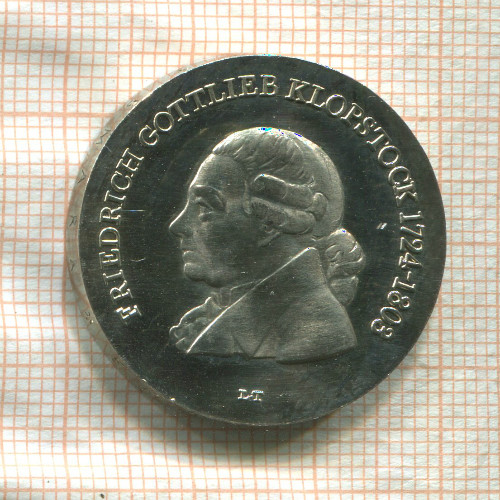 FRIEDRICH GOTTLIEB KLOPSTOCK 1724-1803
D-T